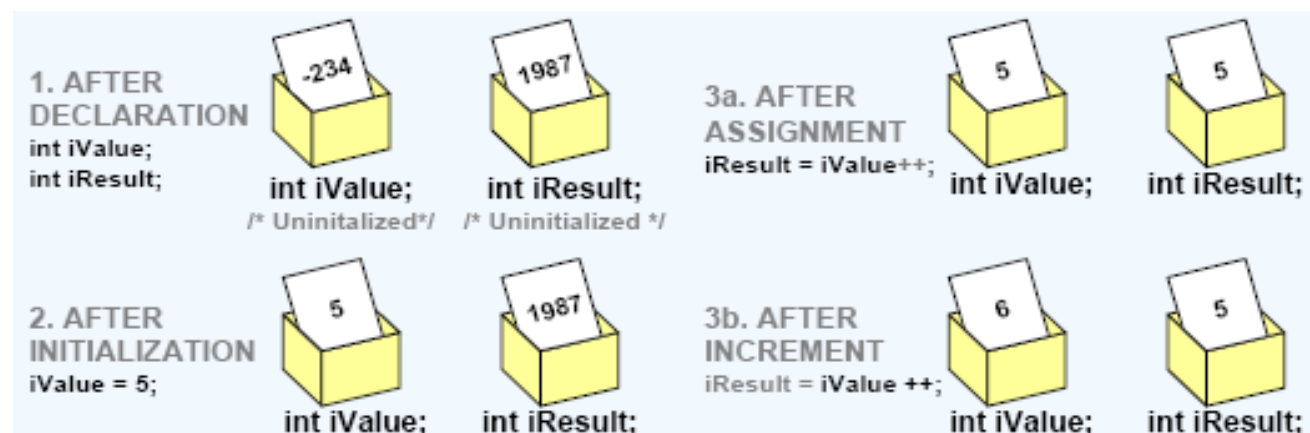 1. AFTER
DECLARATION
int iValue;
int iResult;
-234
int iValue;
/* Uninitalized*/
1987
int iResult;
/* Uninitialized */
2. AFTER
INITIALIZATION
iValue = 5;
5
int iValue;
1987
int iResult;
3a. AFTER
ASSIGNMENT
iResult = iValue++;
5
int iValue;
5
int iResult;
3b. AFTER
INCREMENT
iResult = iValue ++;
6
int iValue;
5
int iResult;